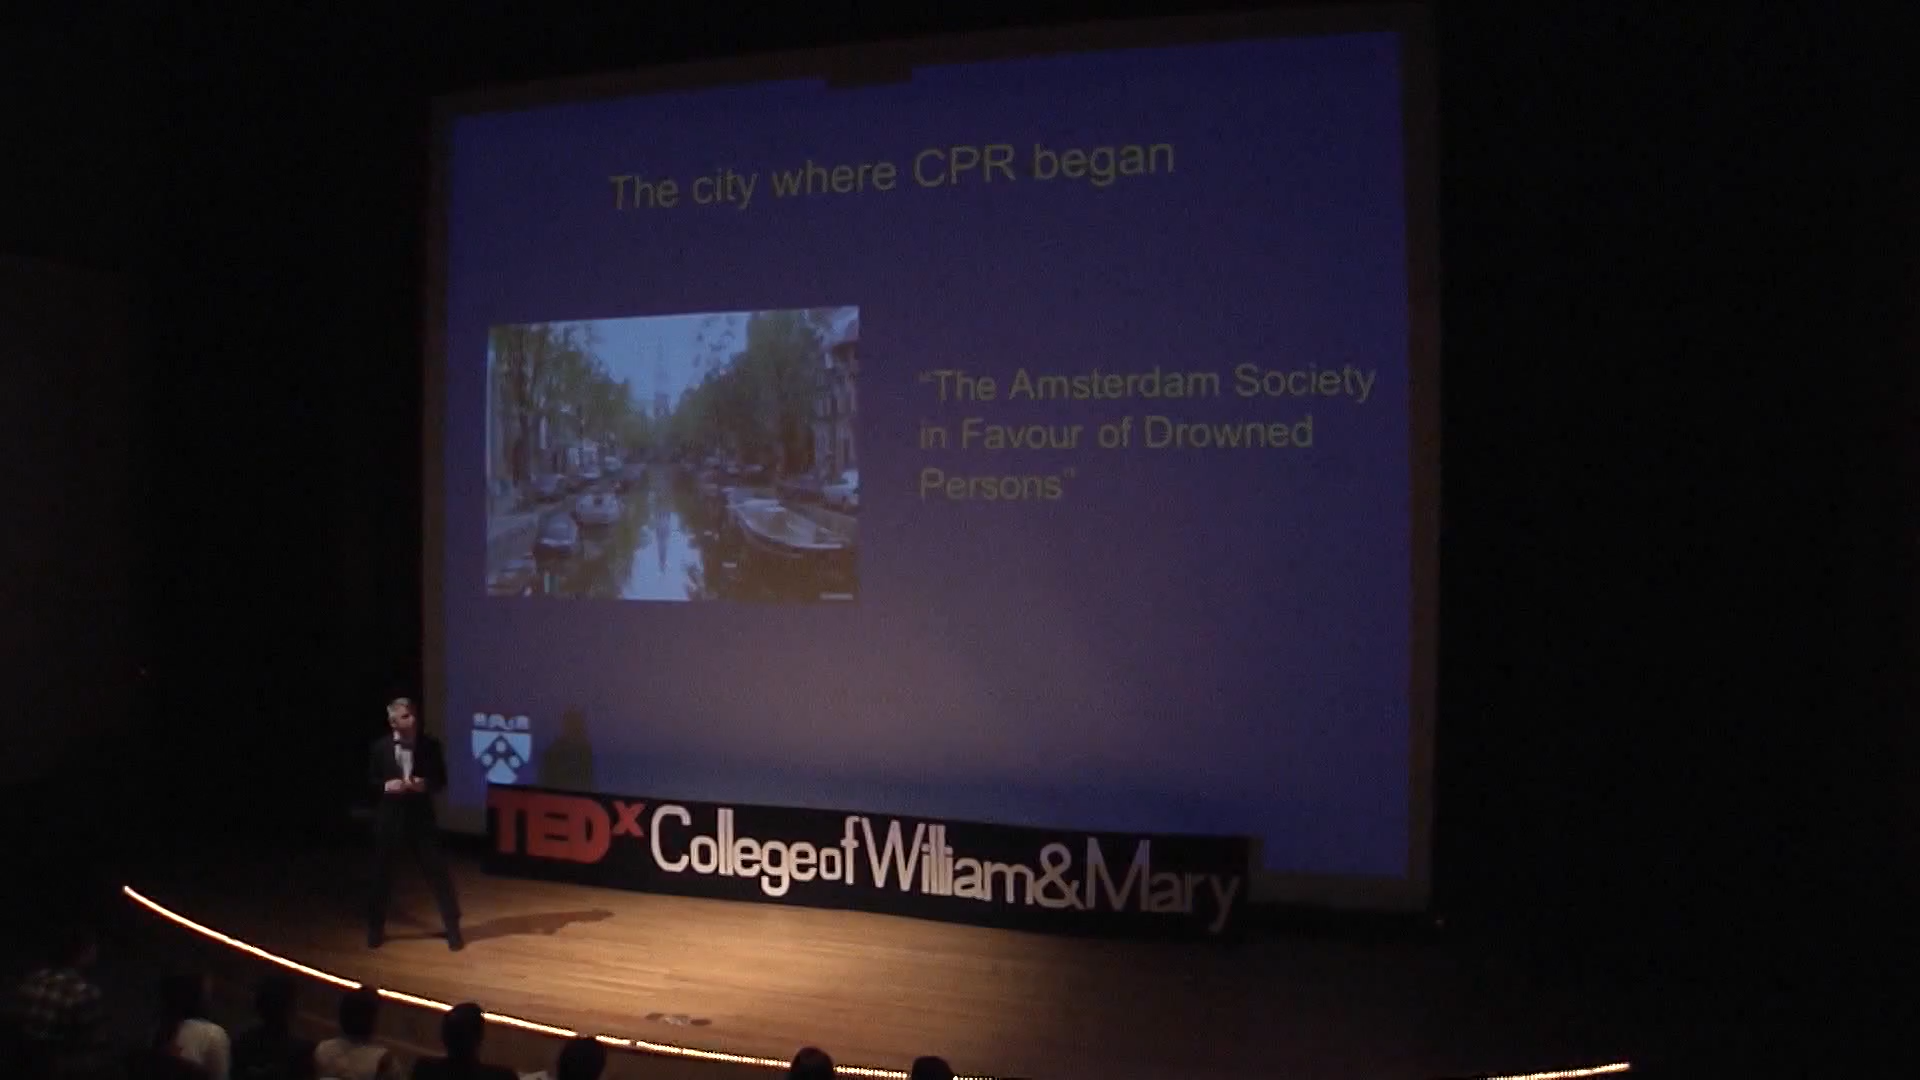 The city where CPR began
“The Amsterdam Society
in Favour of Drowned
Persons”
TEDx College of William & Mary